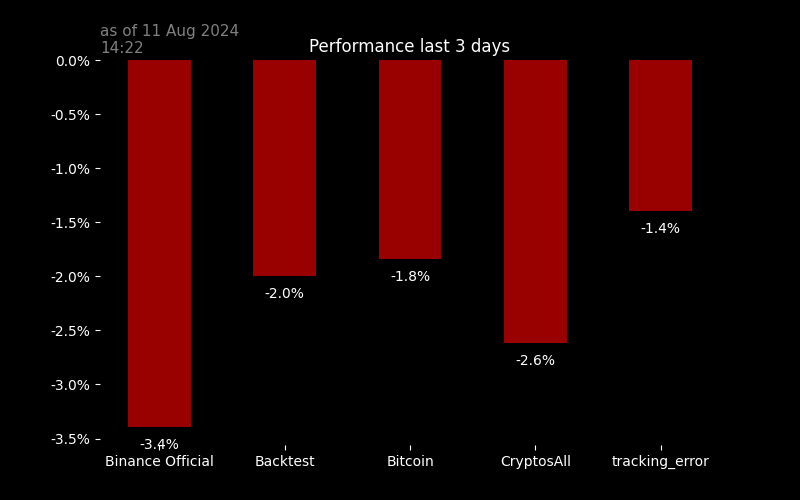 as of 11 Aug 2024
14:22
Performance last 3 days
0.0%
-0.5%
-1.0%
-1.5%
-2.0%
-2.5%
-3.0%
-3.5%
-3.4%
-2.0%
-1.8%
-2.6%
-1.4%
Binance Official
Backtest
Bitcoin
CryptosAll
tracking_error